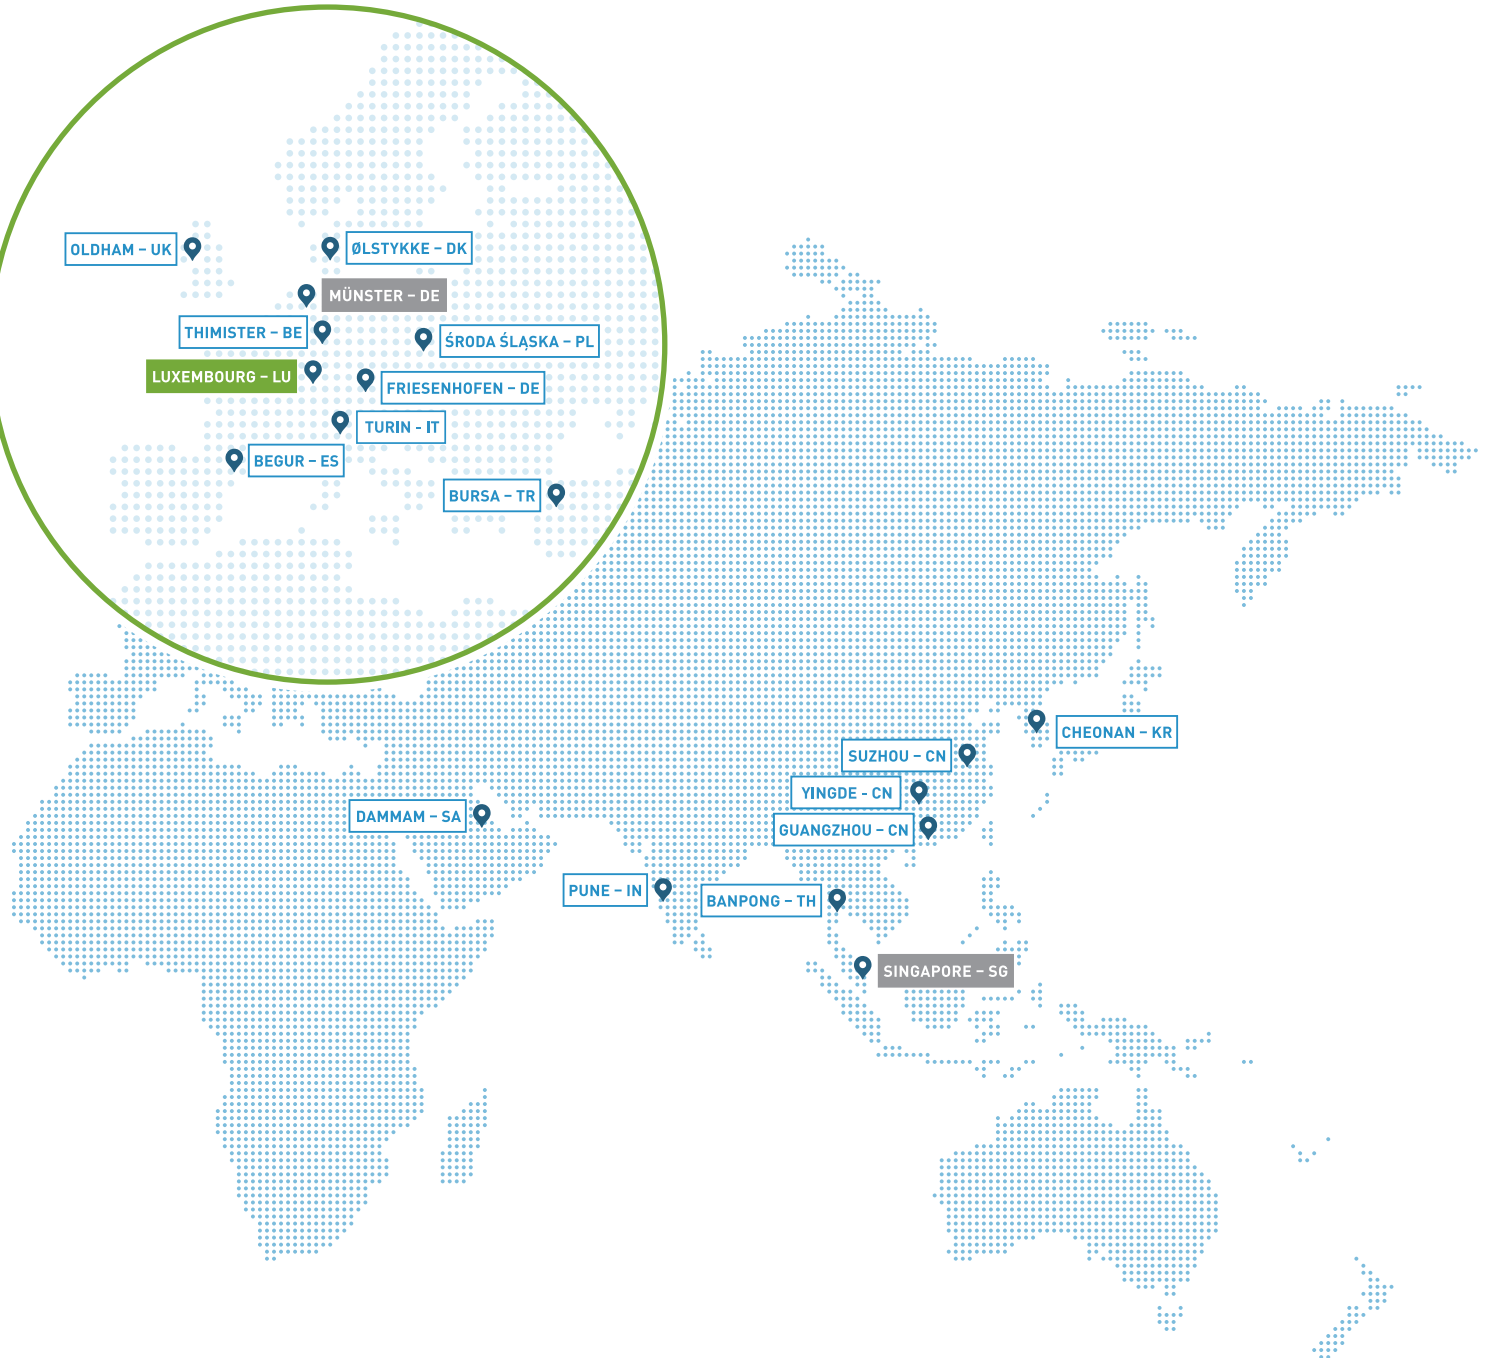 OLDHAM – UK
ØLSTYKKE – DK
MÜNSTER – DE
THIMISTER – BE
ŚRODA ŚLĄSKA – PL
LUXEMBOURG – LU
FRIESENHOFEN – DE
TURIN - IT
BEGUR – ES
BURSA – TR
CHEONAN – KR
SUZHOU – CN
YINGDE - CN
DAMMAM – SA
GUANGZHOU – CN
PUNE – IN
BANPONG – TH
SINGAPORE – SG